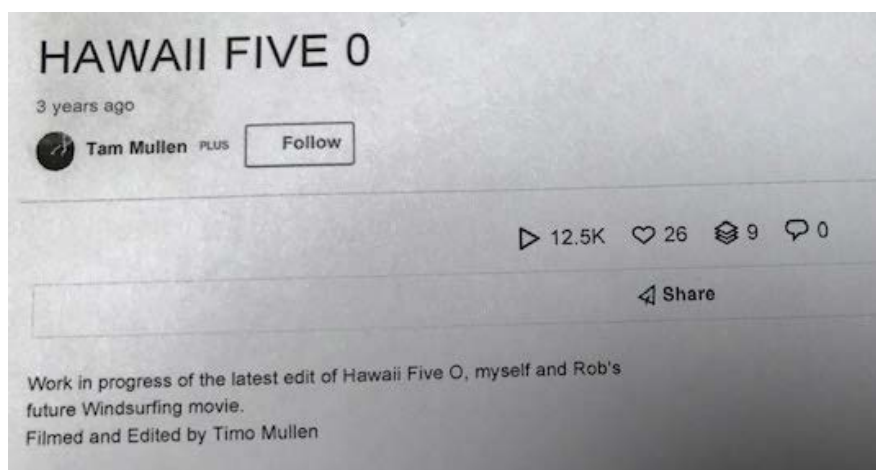 HAWAII FIVE 0
3 years ago
Tam Mullen PLUS Follow
12.5K 26 9 0
Share
Work in progress of the latest edit of Hawaii Five O, myself and Rob's
future Windsurfing movie.
Filmed and Edited by Timo Mullen